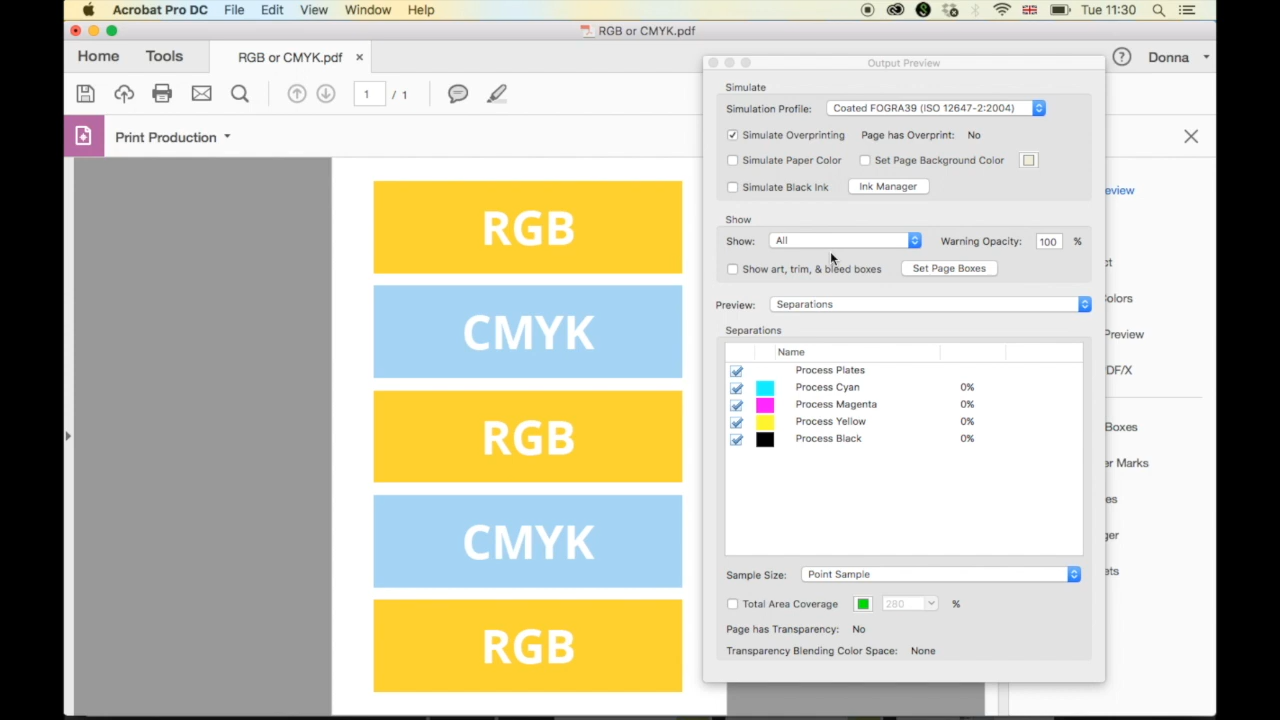 Acrobat Pro DC File Edit View Window Help Tue 11:30
RGB or CMYK.pdf
Home Tools RGB or CMYK.pdf × ? Donna
1 / 1
Print Production
RGB
CMYK
RGB
CMYK
RGB
Output Preview
Simulate
Simulation Profile: Coated FOGRA39 (ISO 12647-2:2004)
Simulate Overprinting Page has Overprint: No
Simulate Paper Color Set Page Background Color
Simulate Black Ink Ink Manager
Show
Show: All Warning Opacity: 100 %
Show art, trim, & bleed boxes Set Page Boxes
Preview: Separations
Separations
Name
Process Plates
Process Cyan 0%
Process Magenta 0%
Process Yellow 0%
Process Black 0%
Sample Size: Point Sample
Total Area Coverage 280 %
Page has Transparency: No
Transparency Blending Color Space: None
eview
ct
olors
Preview
DF/X
Boxes
er Marks
es
ger
ets